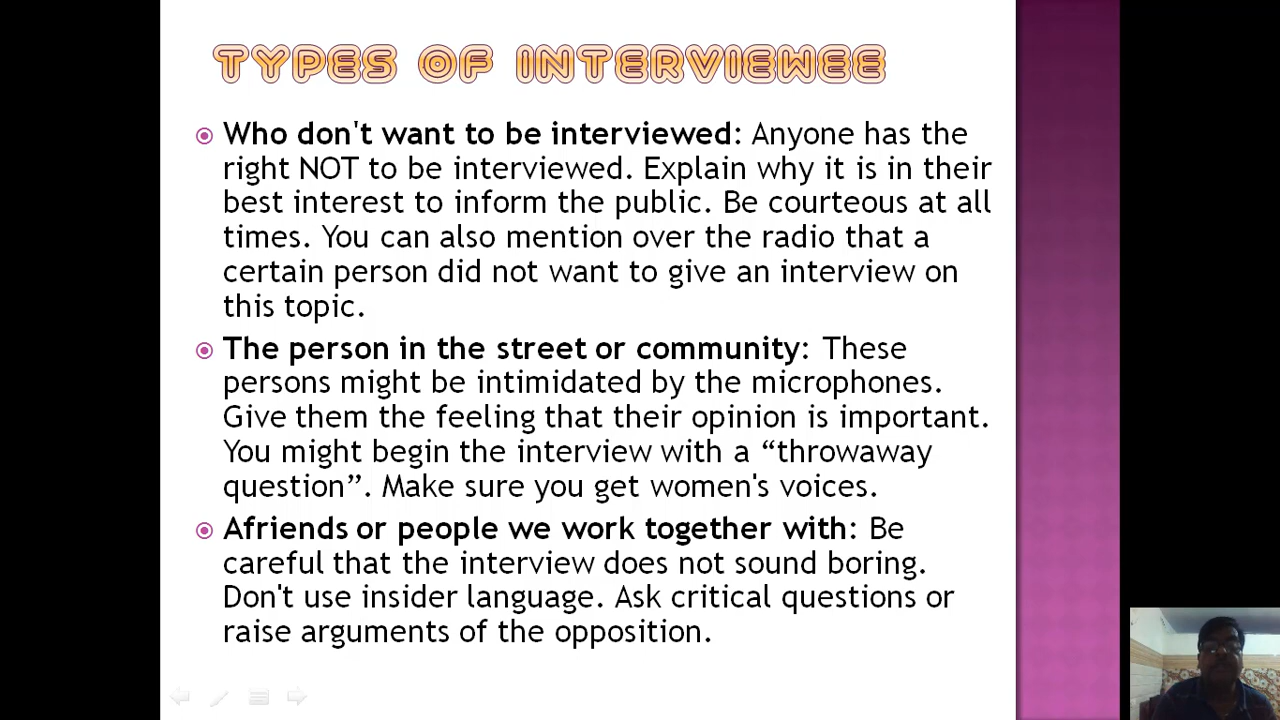 TYPES OF INTERVIEWEE
Who don't want to be interviewed: Anyone has the
right NOT to be interviewed. Explain why it is in their
best interest to inform the public. Be courteous at all
times. You can also mention over the radio that a
certain person did not want to give an interview on
this topic.
The person in the street or community: These
persons might be intimidated by the microphones.
Give them the feeling that their opinion is important.
You might begin the interview with a “throwaway
question”. Make sure you get women's voices.
Afriends or people we work together with: Be
careful that the interview does not sound boring.
Don't use insider language. Ask critical questions or
raise arguments of the opposition.